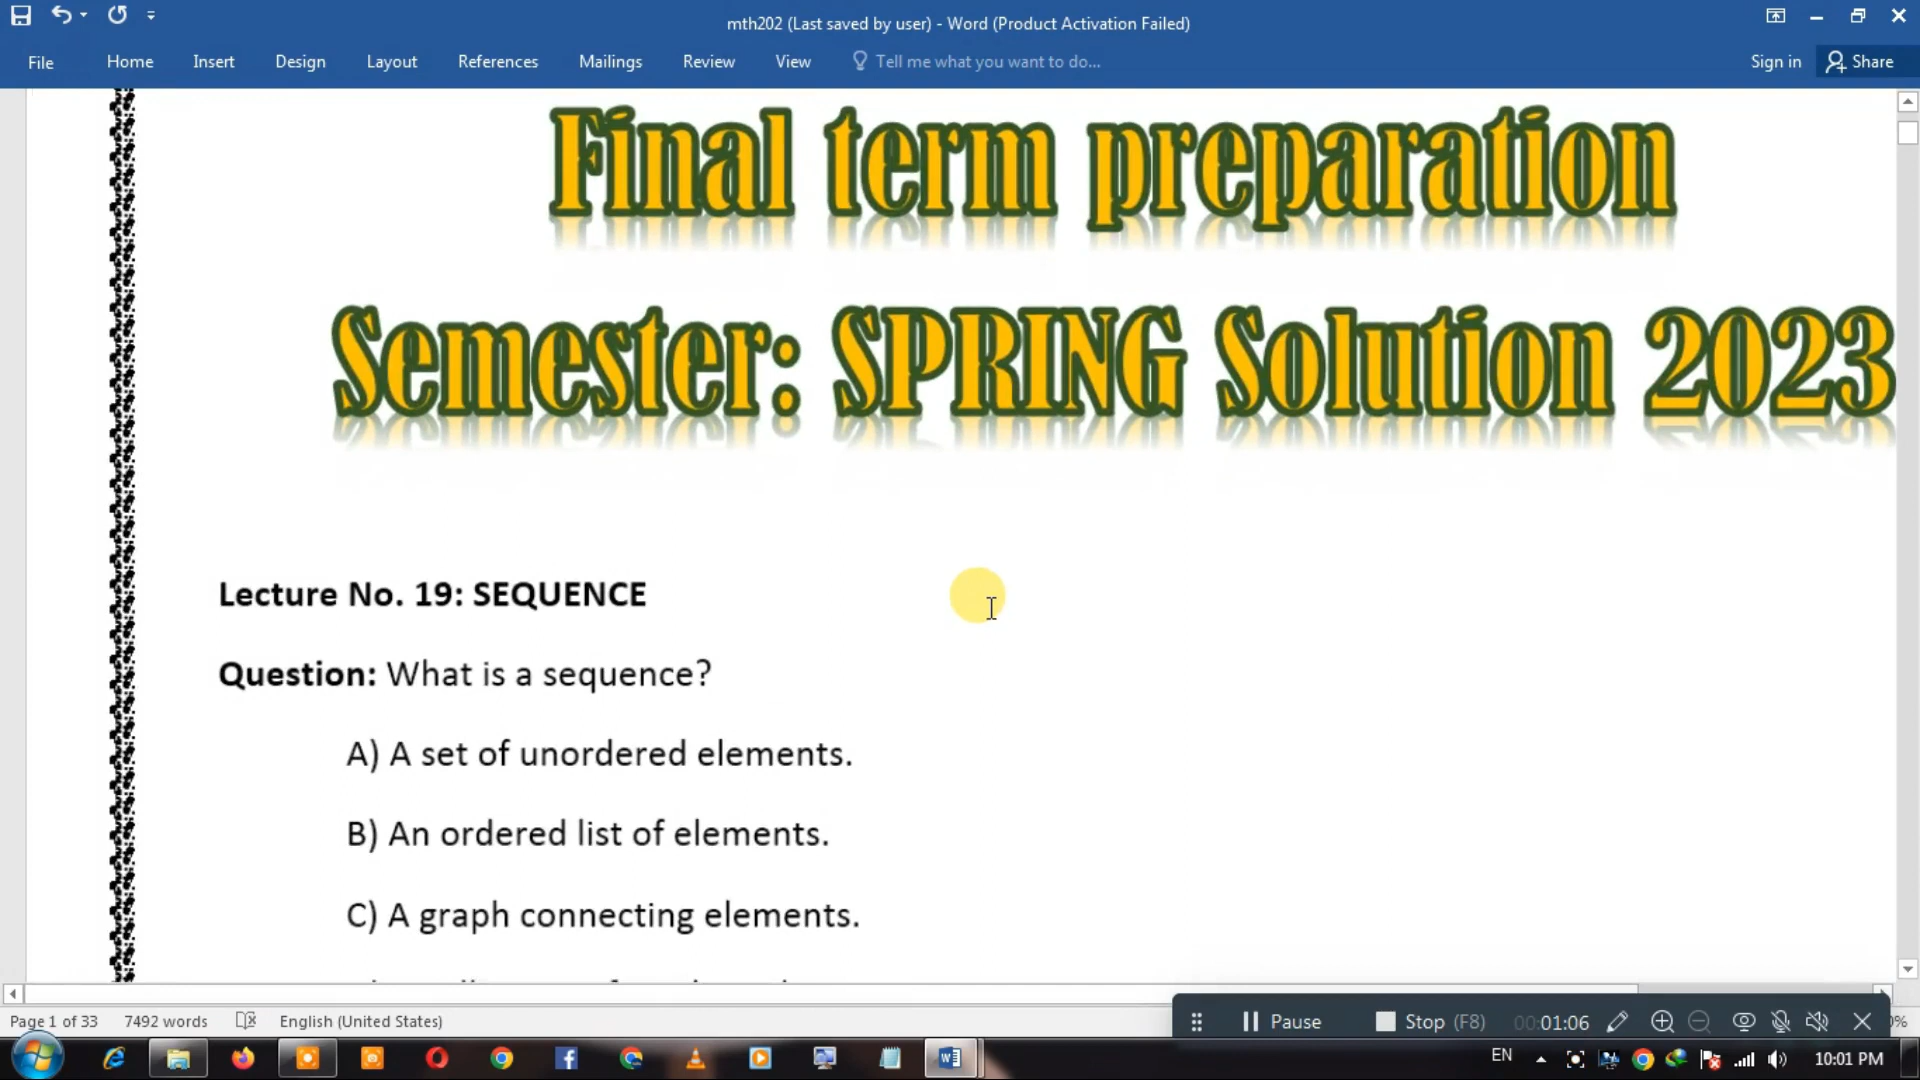 mth202 (Last saved by user) - Word (Product Activation Failed)
File Home Insert Design Layout References Mailings Review View Tell me what you want to do... Sign in Share
Final term preparation
Semester: SPRING Solution 2023
Lecture No. 19: SEQUENCE
Question: What is a sequence?
A) A set of unordered elements.
B) An ordered list of elements.
C) A graph connecting elements.
Page 1 of 33 7492 words English (United States)
Pause Stop (F8) 00:01:06
EN 10:01 PM